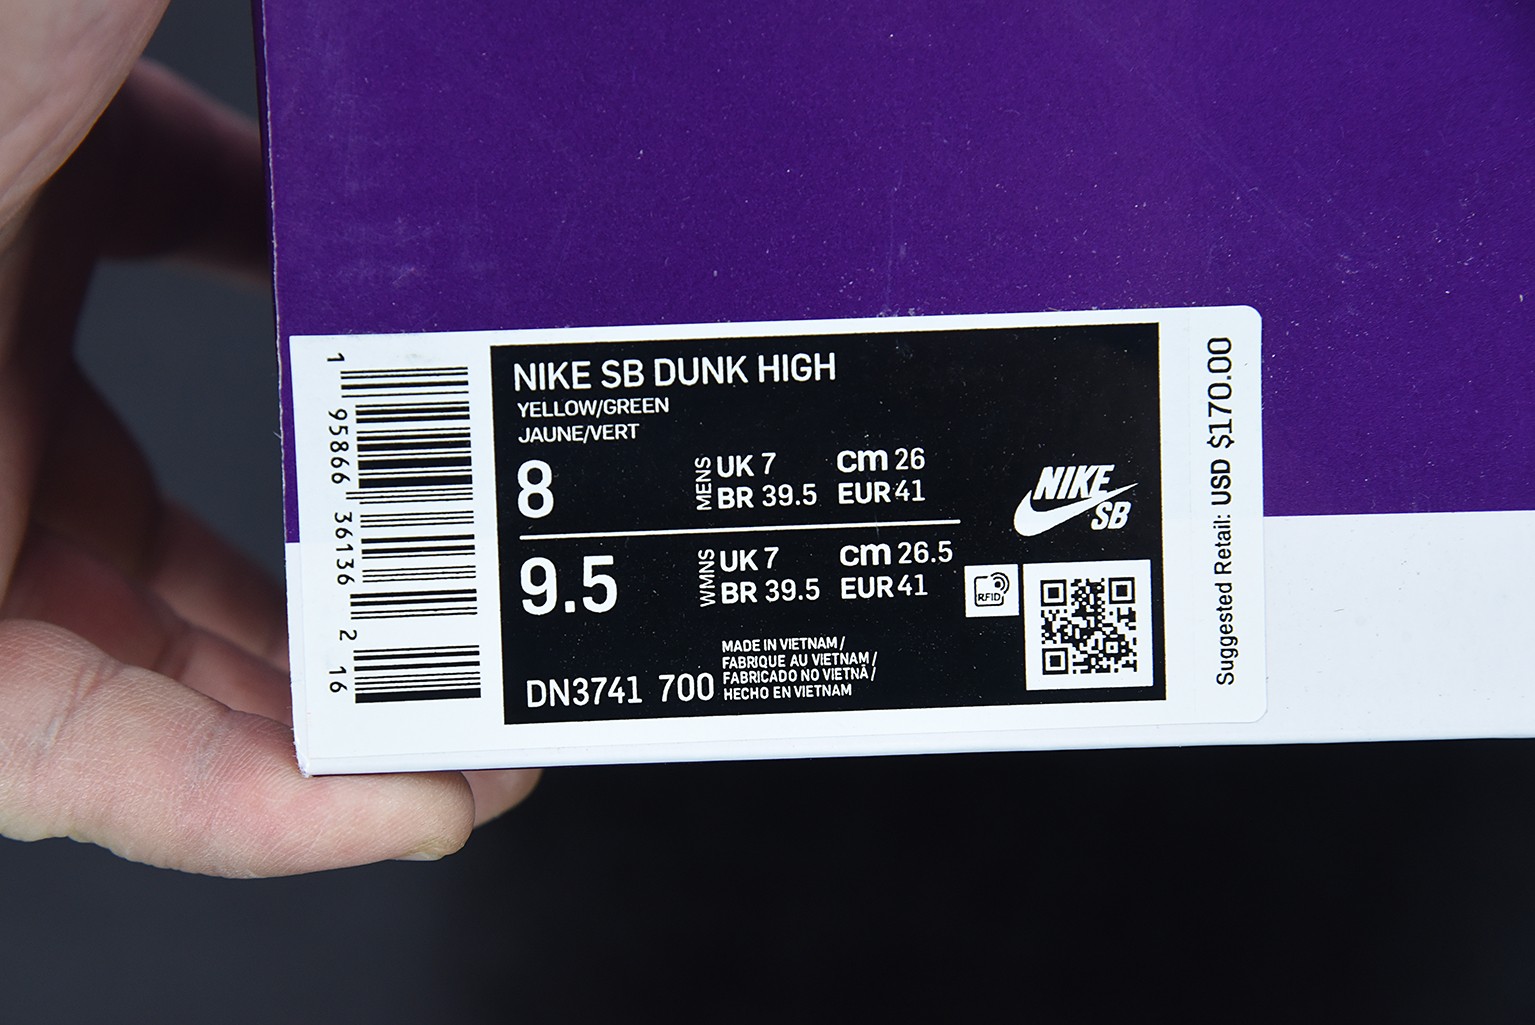 NIKE SB DUNK HIGH
YELLOW/GREEN
JAUNE/VERT
8
MENS
UK 7
cm 26
BR 39.5
EUR 41
9.5
WMNS
UK 7
cm 26.5
BR 39.5
EUR 41
DN3741 700
MADE IN VIETNAM /
FABRIQUE AU VIETNAM /
FABRICADO NO VIETNÃ /
HECHO EN VIETNAM
NIKE
SB
RFID
1 95866 36136 2 16
Suggested Retail: USD $170.00